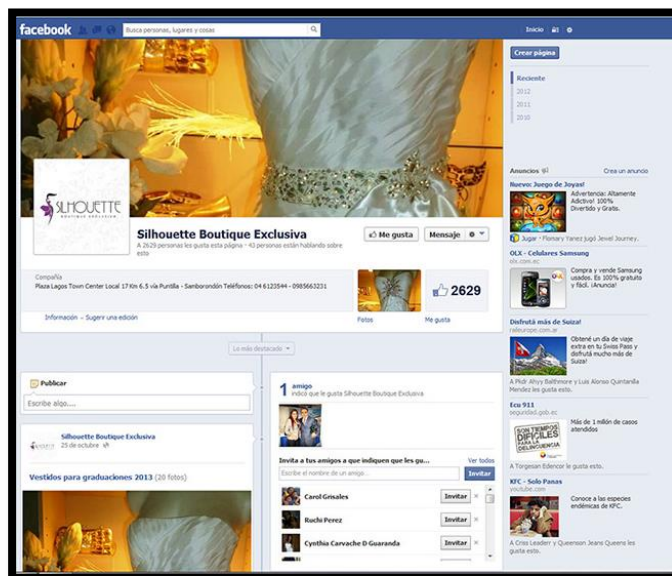 facebook
Busca personas, lugares y cosas
Inicio
Crear página
Reciente
2012
2011
2010
SILHOUETTE
BOUTIQUE EXCLUSIVA
Silhouette Boutique Exclusiva
A 2629 personas les gusta esta página · 43 personas están hablando sobre
esto
Me gusta
Mensaje
Compañía
Plaza Lagos Town Center Local 17 Km 6.5 vía Puntilla - Samborondón Teléfonos: 04 6123544 - 0985663231
Información - Sugerir una edición
Fotos
2629
Me gusta
Lo más destacado
Publicar
Escribe algo....
Silhouette Boutique Exclusiva
25 de octubre
Vestidos para graduaciones 2013 (20 fotos)
1 amigo
indicó que le gusta Silhouette Boutique Exclusiva
Invita a tus amigos a que indiquen que les gu...
Ver todos
Escribe el nombre de un amigo...
Invitar
Carol Grisales
Invitar
Ruchi Perez
Invitar
Cynthia Carvache D Guaranda
Invitar
Anuncios
Crea un anuncio
Nuevo: Juego de Joyas!
Advertencia: Altamente
Adictivo! 100%
Divertido y Gratis.
Jugar · Flomary Yanez jugó Jewel Journey.
OLX - Celulares Samsung
olx.com.ec
Compra y vende Samsung
usados. Es 100% gratuito
y fácil. ¡Anuncia!
Disfrutá más de Suiza!
raileurope.com.ar
Obtené un día de viaje
extra en tu Swiss Pass y
disfrutá mucho más de
Suiza!
A Pldr Ahyy Balthmore y Luis Alonso Quintanilla
Mendez les gusta esto.
Ecu 911
seguridad.gob.ec
SON TIEMPOS
DIFÍCILES
PARA LA
DELINCUENCIA
Más de 1 millón de casos
atendidos
A Torgesan Edencor le gusta esto.
KFC - Solo Panas
youtube.com
Conoce a las especies
endémicas de KFC.
A Criss Leaderr y Queenson Jeans Queens les
gusta esto.